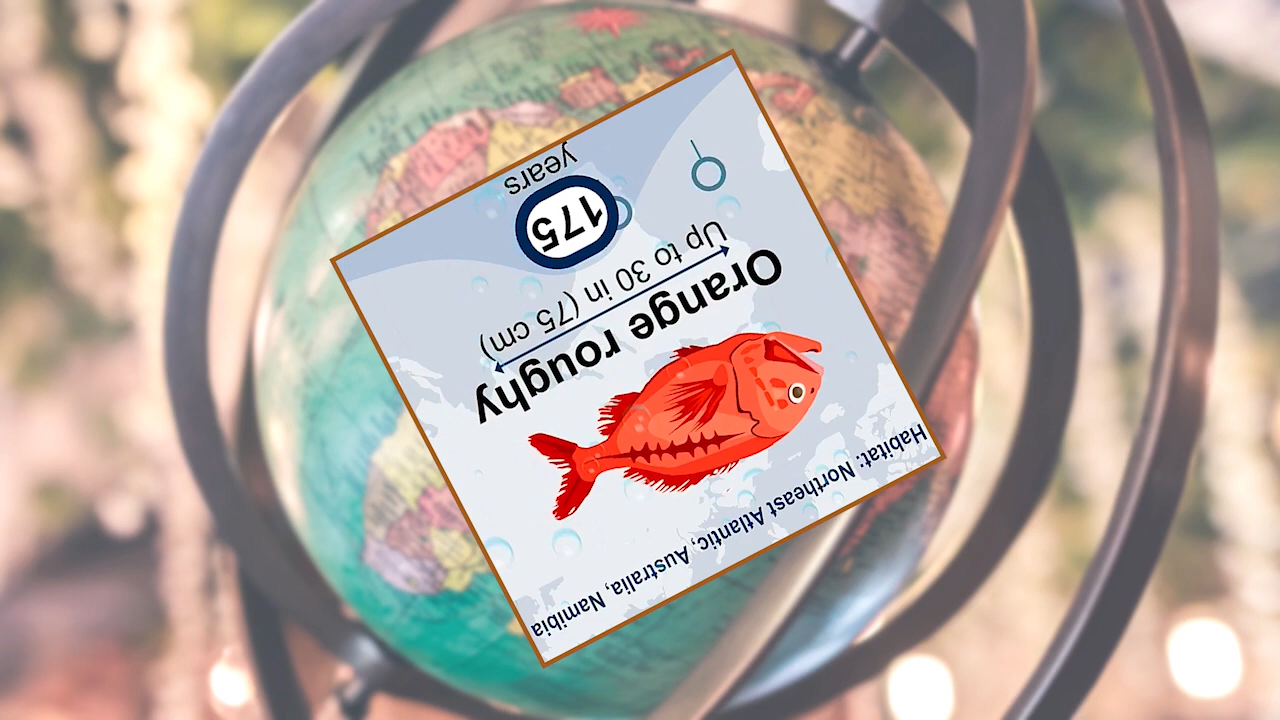 Habitat: Northeast Atlantic, Australia, Namibia
Orange roughy
Up to 30 in (75 cm)
175
years